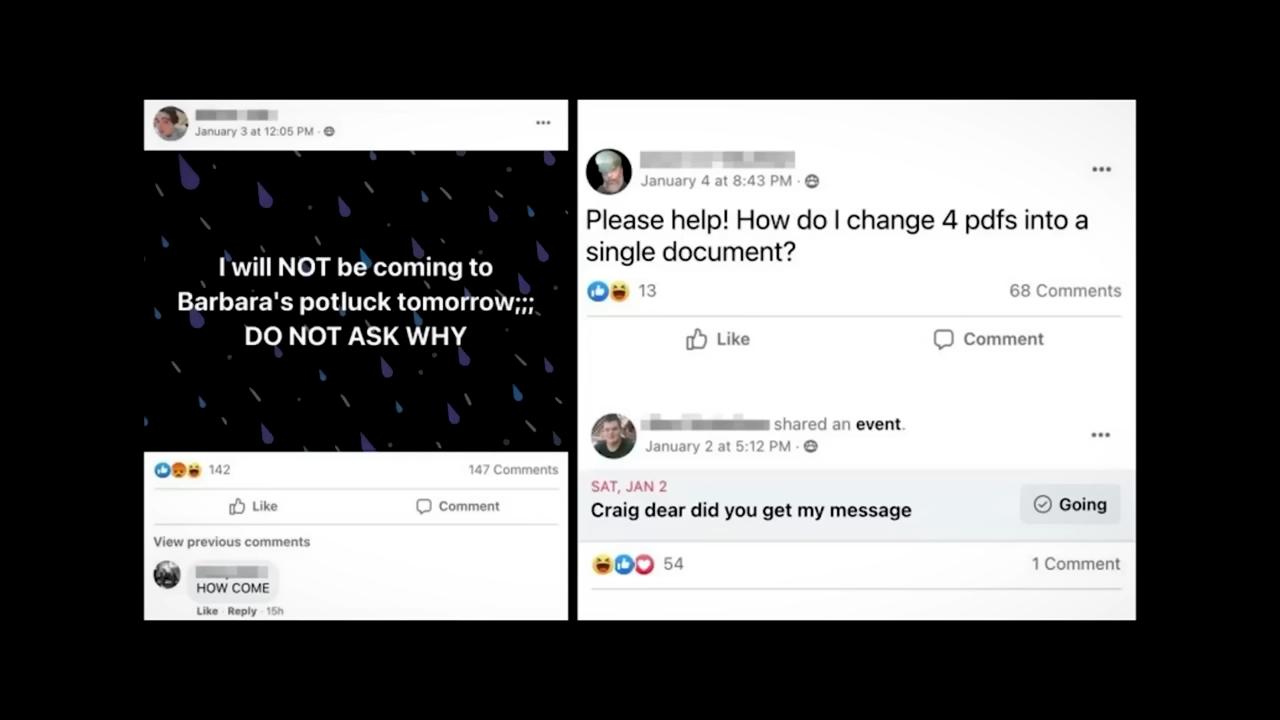 January 3 at 12:05 PM ·
I will NOT be coming to
Barbara's potluck tomorrow;;;
DO NOT ASK WHY
142
147 Comments
Like
Comment
View previous comments
HOW COME
Like · Reply · 15h
January 4 at 8:43 PM ·
Please help! How do I change 4 pdfs into a
single document?
13
68 Comments
Like
Comment
shared an event.
January 2 at 5:12 PM ·
SAT, JAN 2
Craig dear did you get my message
Going
54
1 Comment